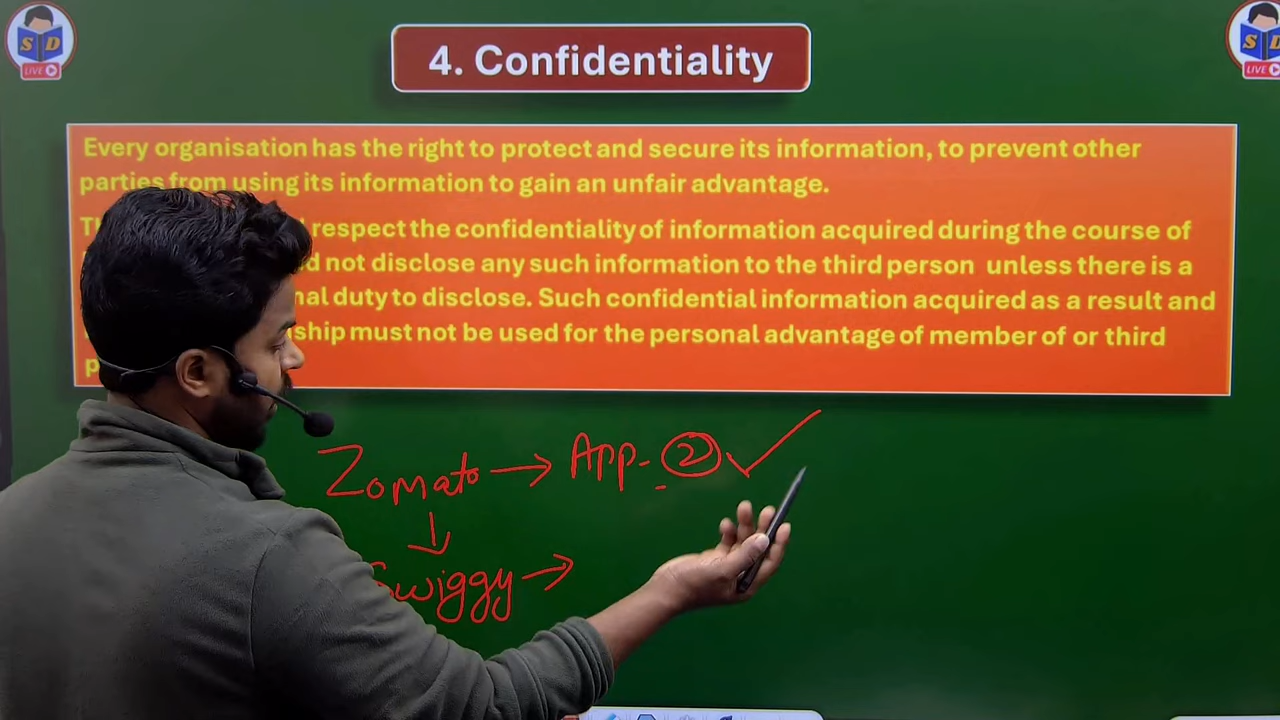 S D
LIVE
4. Confidentiality
S D
LIVE
Every organisation has the right to protect and secure its information, to prevent other
parties from using its information to gain an unfair advantage.
respect the confidentiality of information acquired during the course of
not disclose any such information to the third person unless there is a
duty to disclose. Such confidential information acquired as a result and
must not be used for the personal advantage of member of or third
Zomato → App - 2 ✓
↓
Swiggy →